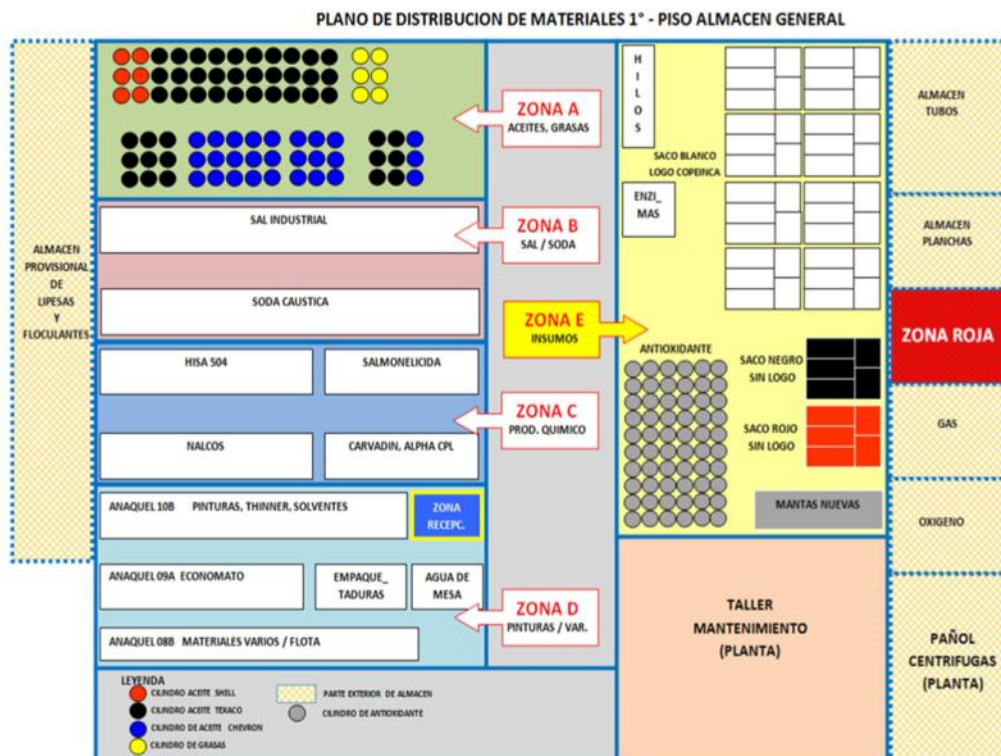 PLANO DE DISTRIBUCION DE MATERIALES 1° - PISO ALMACEN GENERAL
ALMACEN
PROVISIONAL
DE
LIPESAS
Y
FLOCULANTES
ZONA A
ACEITES, GRASAS
SAL INDUSTRIAL
ZONA B
SAL / SODA
SODA CAUSTICA
ZONA E
INSUMOS
HISA 504
SALMONELICIDA
ZONA C
PROD. QUIMICO
NALCOS
CARVADIN, ALPHA CPL
ANAQUEL 10B PINTURAS, THINNER, SOLVENTES
ZONA
RECEPC.
ANAQUEL 09A ECONOMATO
EMPAQUE_
TADURAS
AGUA DE
MESA
ZONA D
PINTURAS / VAR.
ANAQUEL 08B MATERIALES VARIOS / FLOTA
H
I
L
O
S
SACO BLANCO
LOGO COPEINCA
ENZI_
MAS
ANTIOXIDANTE
SACO NEGRO
SIN LOGO
SACO ROJO
SIN LOGO
MANTAS NUEVAS
TALLER
MANTENIMIENTO
(PLANTA)
ALMACEN
TUBOS
ALMACEN
PLANCHAS
ZONA ROJA
GAS
OXIGENO
PAÑOL
CENTRIFUGAS
(PLANTA)
LEYENDA
CILINDRO ACEITE SHELL
CILINDRO ACEITE TEXACO
CILINDRO DE ACEITE CHEVRON
CILINDRO DE GRASAS
PARTE EXTERIOR DE ALMACEN
CILINDRO DE ANTIOXIDANTE